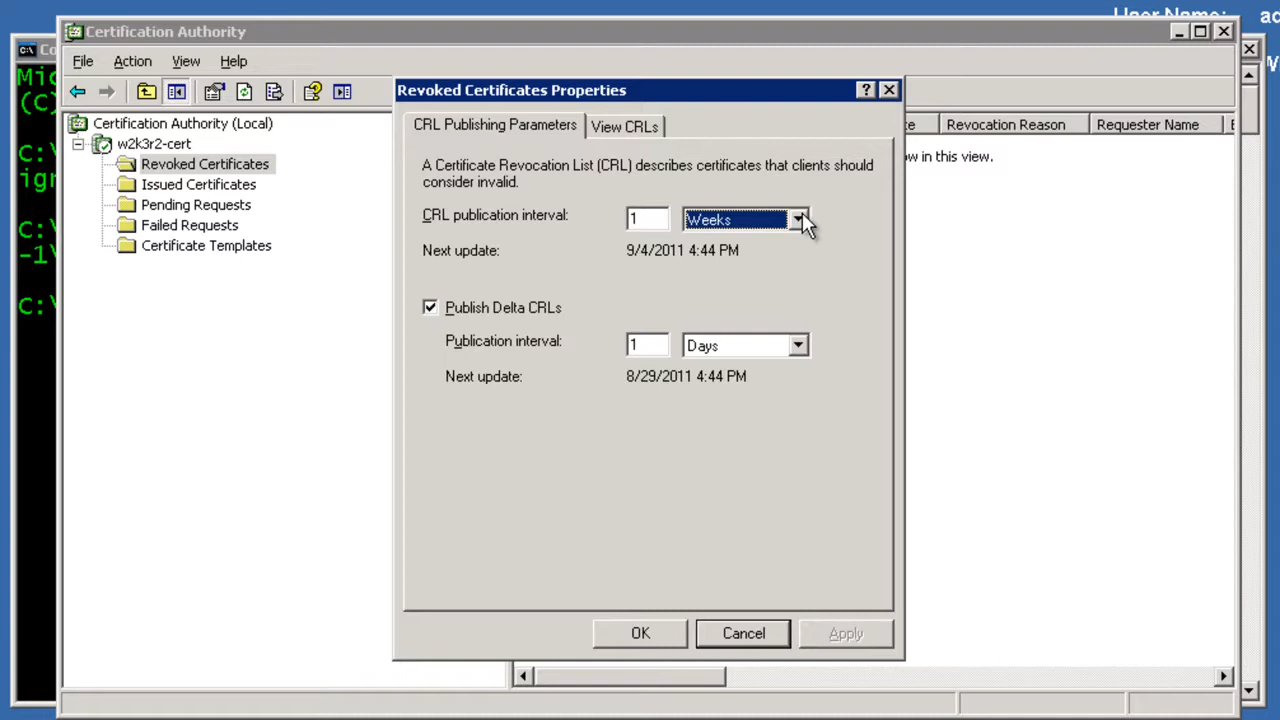 User Name:
Certification Authority
File Action View Help
Revoked Certificates Properties
CRL Publishing Parameters View CRLs
Certification Authority (Local)
w2k3r2-cert
Revoked Certificates
Issued Certificates
Pending Requests
Failed Requests
Certificate Templates
Revocation Reason Requester Name
w in this view.
A Certificate Revocation List (CRL) describes certificates that clients should
consider invalid.
CRL publication interval: 1 Weeks
Next update: 9/4/2011 4:44 PM
Publish Delta CRLs
Publication interval: 1 Days
Next update: 8/29/2011 4:44 PM
OK Cancel Apply
Mic
(C)
C:\
ign
C:\
-1\
C:\